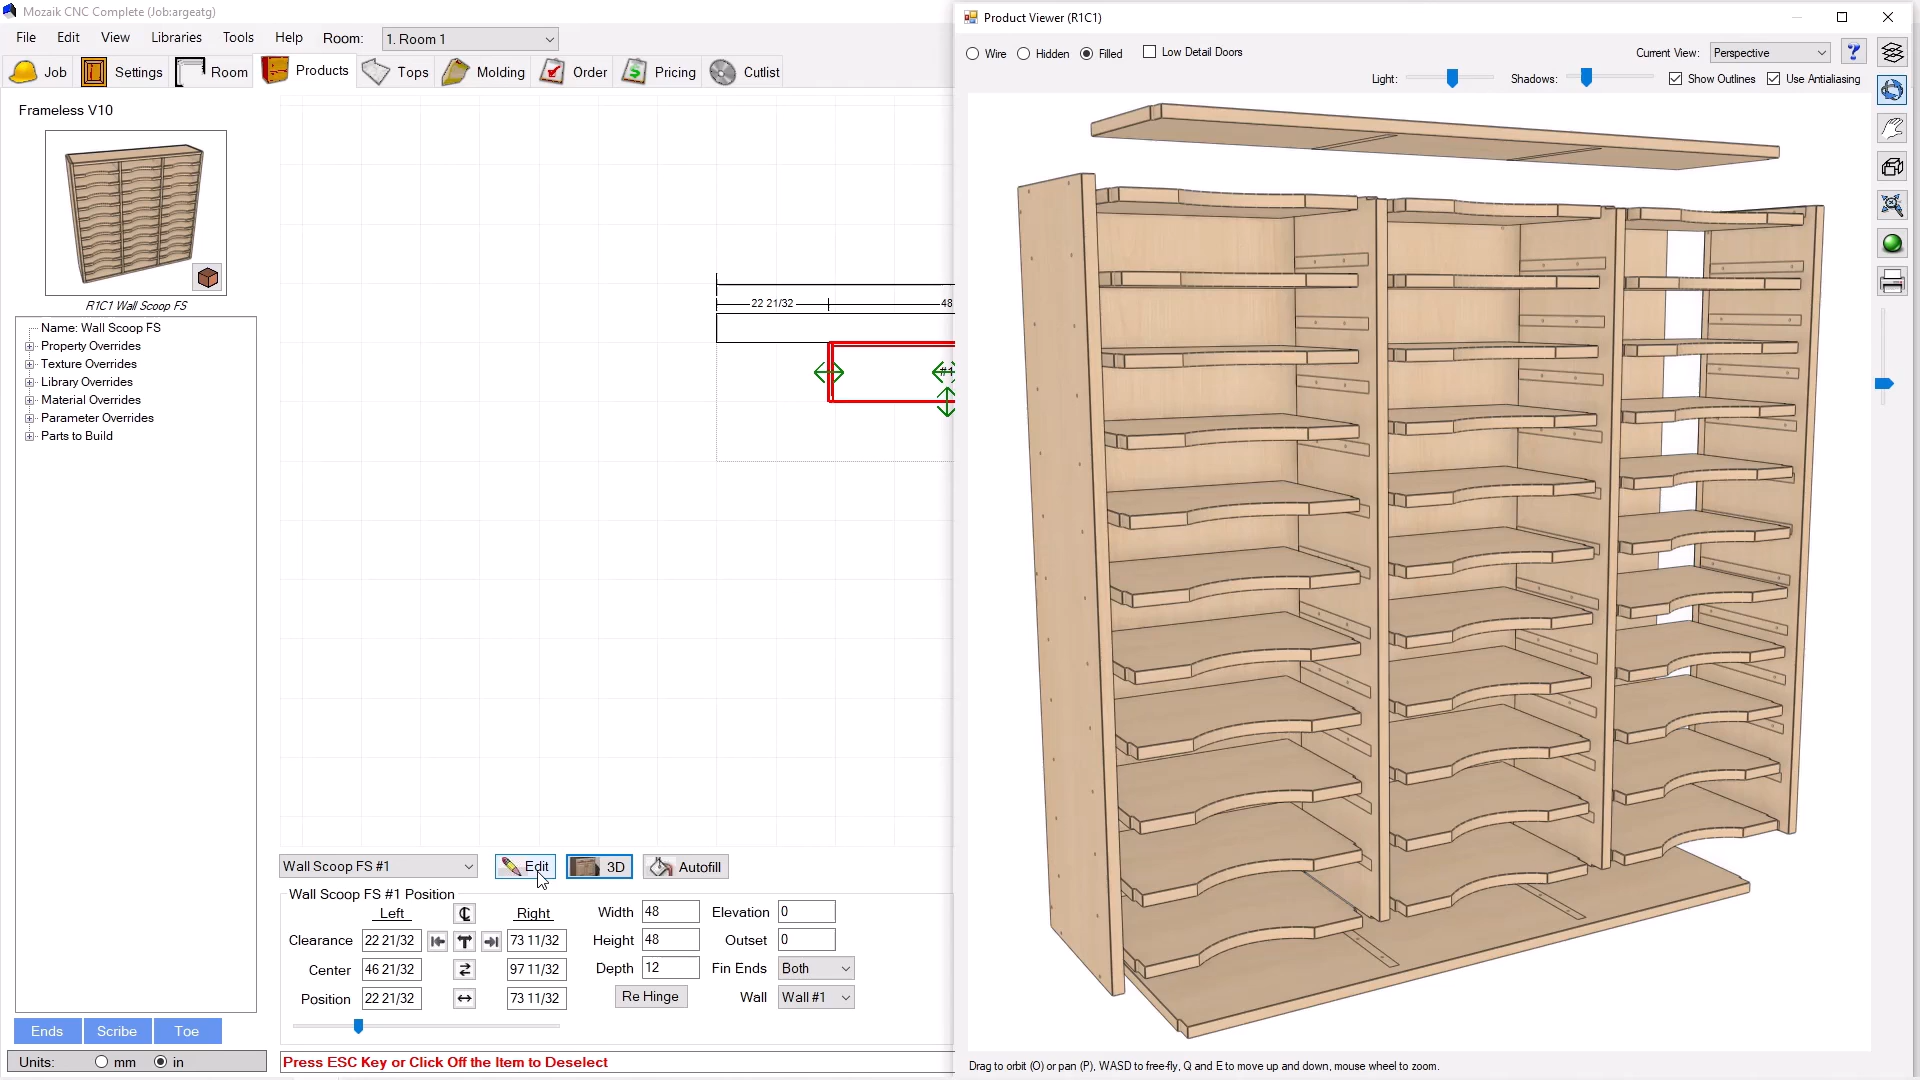 Mozaik CNC Complete (Job:argeatg)
File Edit View Libraries Tools Help Room: 1. Room 1
Job Settings Room Products Tops Molding Order Pricing Cutlist
Frameless V10
R1C1 Wall Scoop FS
Name: Wall Scoop FS
Property Overrides
Texture Overrides
Library Overrides
Material Overrides
Parameter Overrides
Parts to Build
Ends Scribe Toe
Units: mm in
22 21/32 48
#1
Wall Scoop FS #1 Edit 3D Autofill
Wall Scoop FS #1 Position
Left Right Width 48 Elevation 0
Clearance 22 21/32 73 11/32 Height 48 Outset 0
Center 46 21/32 97 11/32 Depth 12 Fin Ends Both
Position 22 21/32 73 11/32 Re Hinge Wall Wall #1
Press ESC Key or Click Off the Item to Deselect
Product Viewer (R1C1)
Wire Hidden Filled Low Detail Doors Current View: Perspective ?
Light: Shadows: Show Outlines Use Antialiasing
Drag to orbit (O) or pan (P), WASD to free-fly, Q and E to move up and down, mouse wheel to zoom.